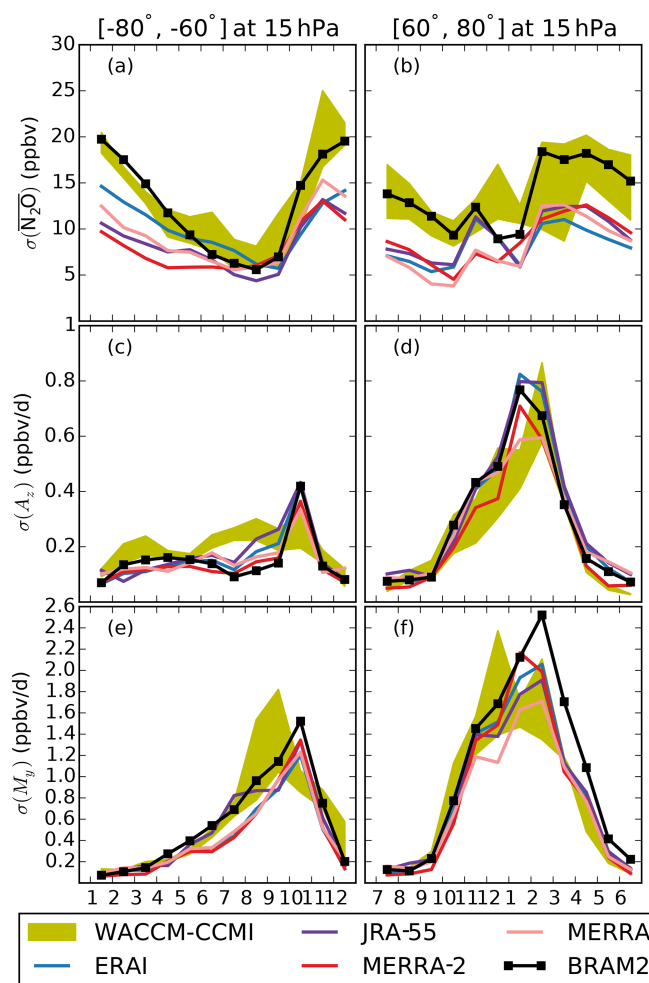 [-80°, -60°] at 15 hPa [60°, 80°] at 15 hPa
30
25
20
15
10
5
σ(N₂O) (ppbv)
(a) (b)
1
0.8
0.6
0.4
0.2
σ(A_z) (ppbv/d)
(c) (d)
2.6
2.4
2.2
2.0
1.8
1.6
1.4
1.2
1.0
0.8
0.6
0.4
0.2
σ(M_y) (ppbv/d)
(e) (f)
1 2 3 4 5 6 7 8 9 10 11 12 7 8 9 10 11 12 1 2 3 4 5 6
WACCM-CCMI JRA-55 MERRA
ERAI MERRA-2 BRAM2